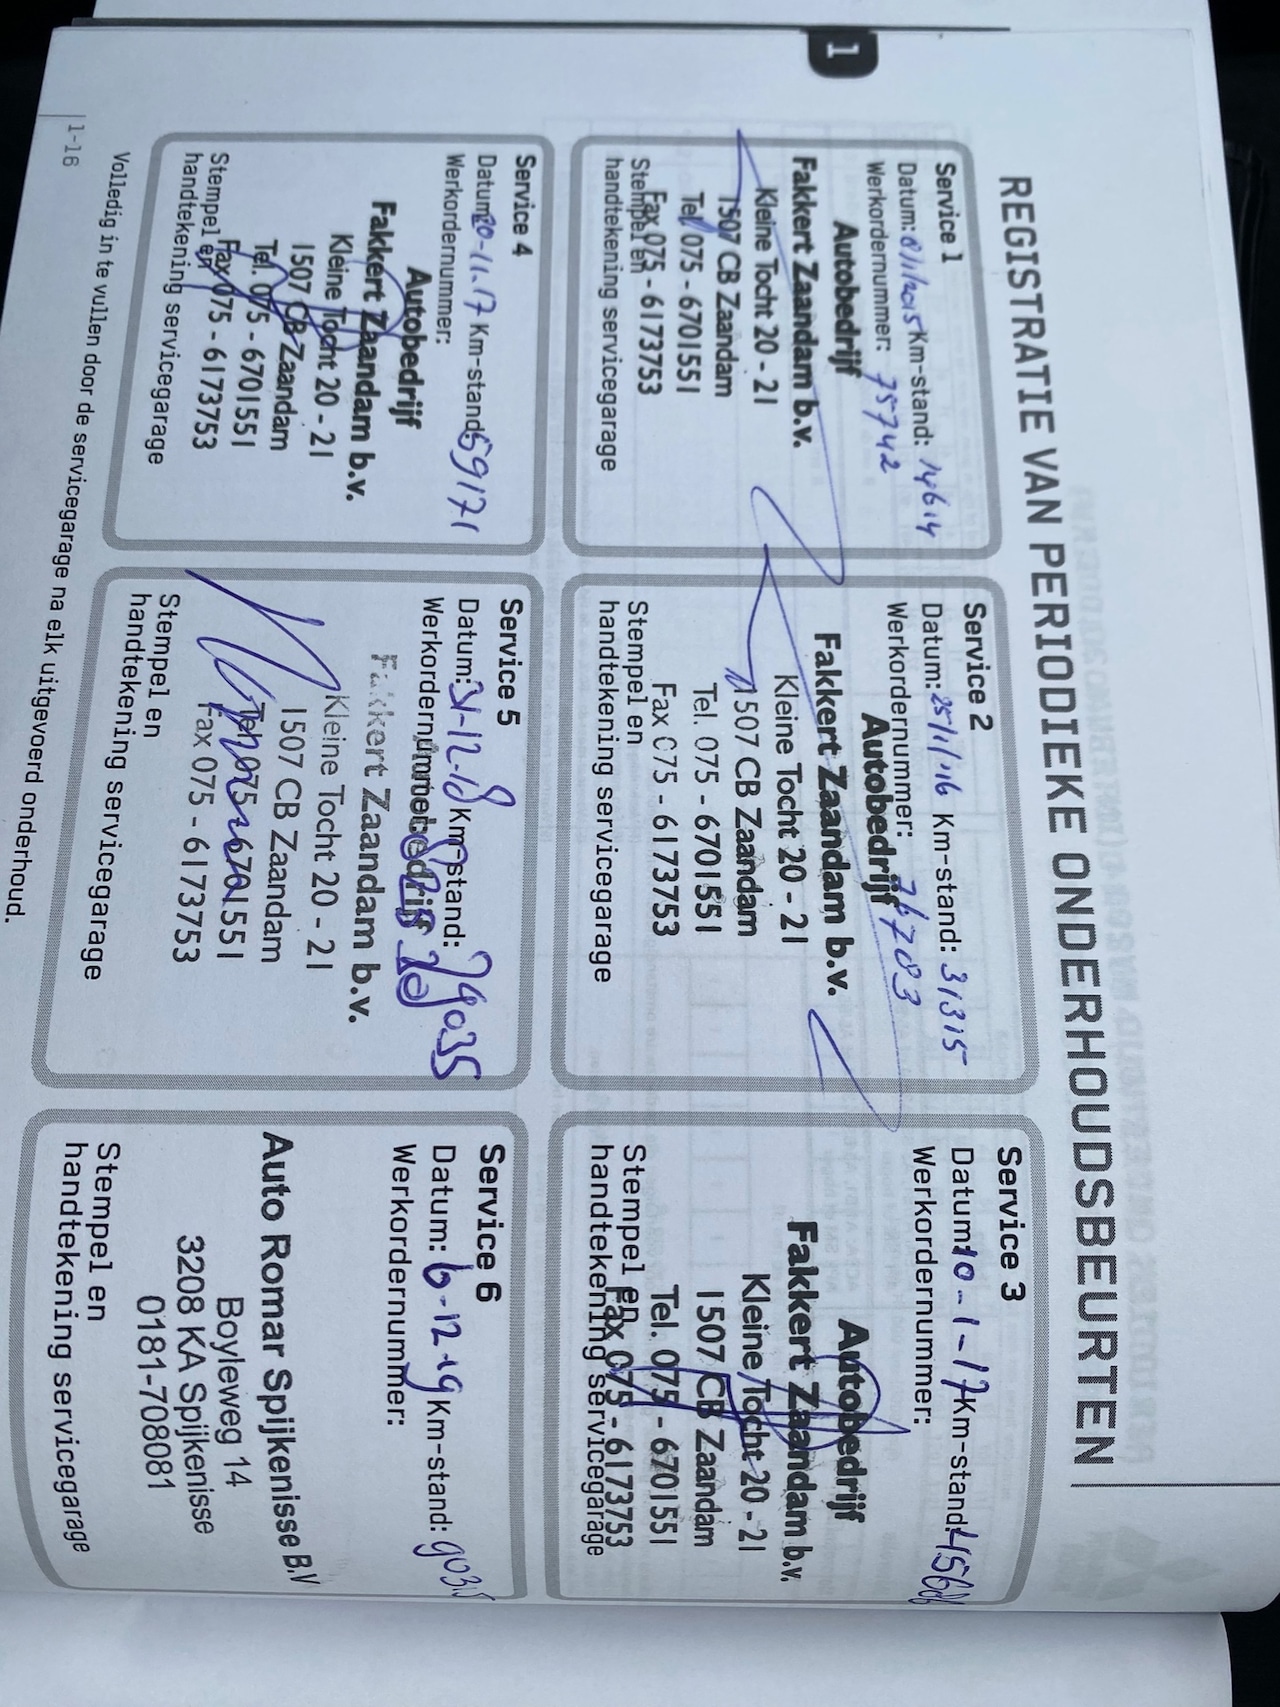 1
REGISTRATIE VAN PERIODIEKE ONDERHOUDSBEURTEN
Service 1
Datum: Km-stand: 14614
Werkordernummer: 75742
Autobedrijf
Fakkert Zaandam b.v.
Kleine Tocht 20 - 21
1507 CB Zaandam
Tel 075 - 6701551
Fax 075 - 6173753
Stempel en
handtekening servicegarage
Service 2
Datum: 25/1/'16 Km-stand: 31315
Werkordernummer: 76783
Autobedrijf
Fakkert Zaandam b.v.
Kleine Tocht 20 - 21
1507 CB Zaandam
Tel. 075 - 6701551
Fax 075 - 6173753
Stempel en
handtekening servicegarage
Service 3
Datum: 10-1-17 Km-stand:
Werkordernummer:
Autobedrijf
Fakkert Zaandam b.v.
Kleine Tocht 20 - 21
1507 CB Zaandam
Tel. 075 - 6701551
Fax 075 - 6173753
Stempel en
handtekening servicegarage
Service 4
Datum: 20-11-17 Km-stand: 59171
Werkordernummer:
Autobedrijf
Fakkert Zaandam b.v.
Kleine Tocht 20 - 21
1507 CB Zaandam
Tel. 075 - 6701551
Fax 075 - 6173753
Stempel en
handtekening servicegarage
Service 5
Datum: 31-12-18 Km-stand: 79035
Werkordernummer:
Autobedrijf
Fakkert Zaandam b.v.
Kleine Tocht 20 - 21
1507 CB Zaandam
Tel. 075 - 6701551
Fax 075 - 6173753
Stempel en
handtekening servicegarage
Service 6
Datum: 6-12-19 Km-stand:
Werkordernummer:
Auto Romar Spijkenisse B.V
Boyleweg 14
3208 KA Spijkenisse
0181-708081
Stempel en
handtekening servicegarage
Volledig in te vullen door de servicegarage na elk uitgevoerd onderhoud.
1-16